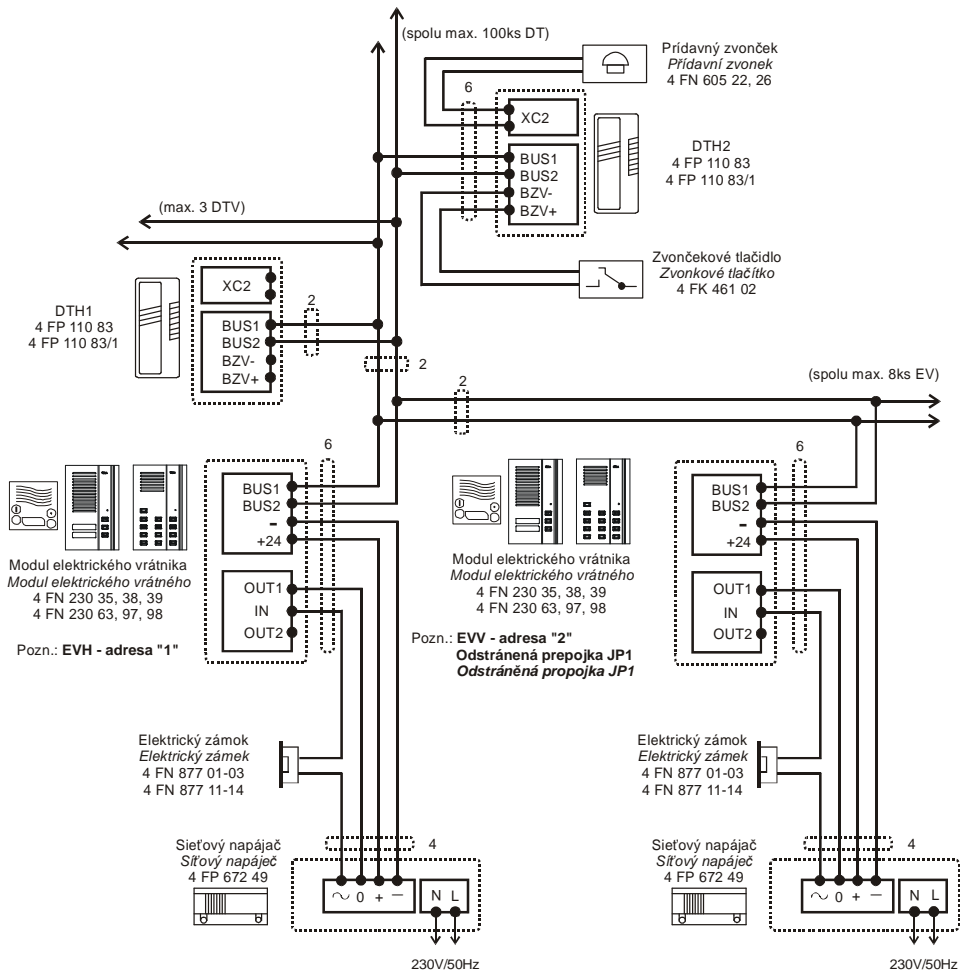 (spolu max. 100ks DT)
Prídavný zvonček
Přídavní zvonek
4 FN 605 22, 26
6
XC2
BUS1
BUS2
BZV-
BZV+
DTH2
4 FP 110 83
4 FP 110 83/1
(max. 3 DTV)
Zvončekové tlačidlo
Zvonkové tlačítko
4 FK 461 02
DTH1
4 FP 110 83
4 FP 110 83/1
XC2
BUS1
BUS2
BZV-
BZV+
2
2
2
(spolu max. 8ks EV)
6
BUS1
BUS2
-
+24
OUT1
IN
OUT2
Modul elektrického vrátnika
Modul elektrického vrátného
4 FN 230 35, 38, 39
4 FN 230 63, 97, 98
Pozn.: EVH - adresa "1"
6
BUS1
BUS2
-
+24
OUT1
IN
OUT2
Modul elektrického vrátnika
Modul elektrického vrátného
4 FN 230 35, 38, 39
4 FN 230 63, 97, 98
Pozn.: EVV - adresa "2"
Odstránená prepojka JP1
Odstráněná propojka JP1
Elektrický zámok
Elektrický zámek
4 FN 877 01-03
4 FN 877 11-14
Elektrický zámok
Elektrický zámek
4 FN 877 01-03
4 FN 877 11-14
Sieťový napájač
Síťový napáječ
4 FP 672 49
4
~ 0 + —
N L
230V/50Hz
Sieťový napájač
Síťový napáječ
4 FP 672 49
4
~ 0 + —
N L
230V/50Hz